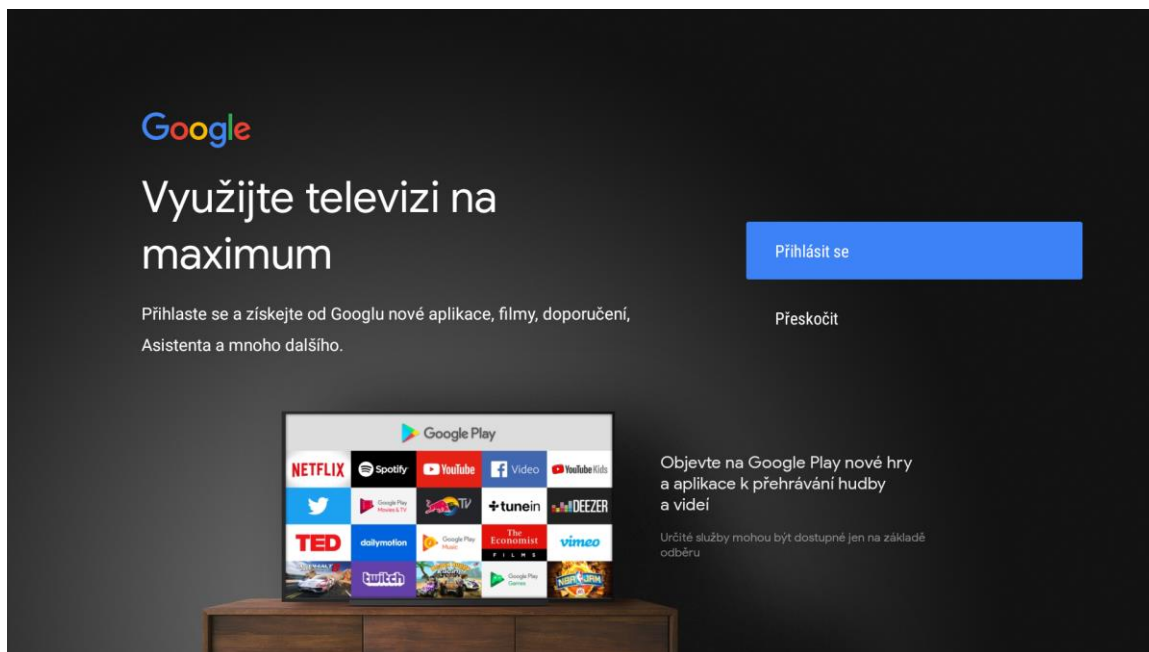 Google
Využijte televizi na
maximum
Přihlaste se a získejte od Googlu nové aplikace, filmy, doporučení,
Asistenta a mnoho dalšího.
Přihlásit se
Přeskočit
Google Play
NETFLIX
Spotify
YouTube
Video
YouTube Kids
Google Play
Movies & TV
TV
tunein
DEEZER
TED
dailymotion
Google Play
Music
The
Economist
FILMS
vimeo
twitch
Google Play
Games
NBA JAM
Objevte na Google Play nové hry
a aplikace k přehrávání hudby
a videí
Určité služby mohou být dostupné jen na základě
odběru